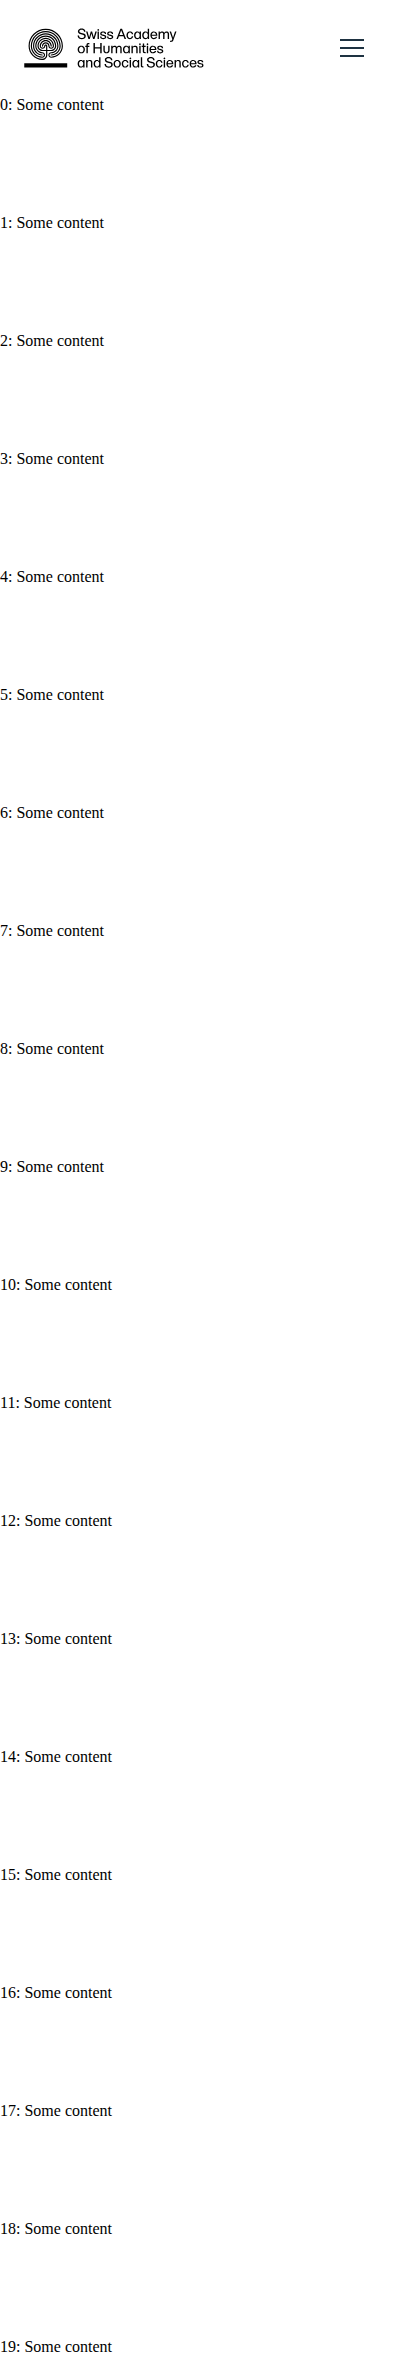 Swiss Academy
of Humanities
and Social Sciences
0: Some content
1: Some content
2: Some content
3: Some content
4: Some content
5: Some content
6: Some content
7: Some content
8: Some content
9: Some content
10: Some content
11: Some content
12: Some content
13: Some content
14: Some content
15: Some content
16: Some content
17: Some content
18: Some content
19: Some content